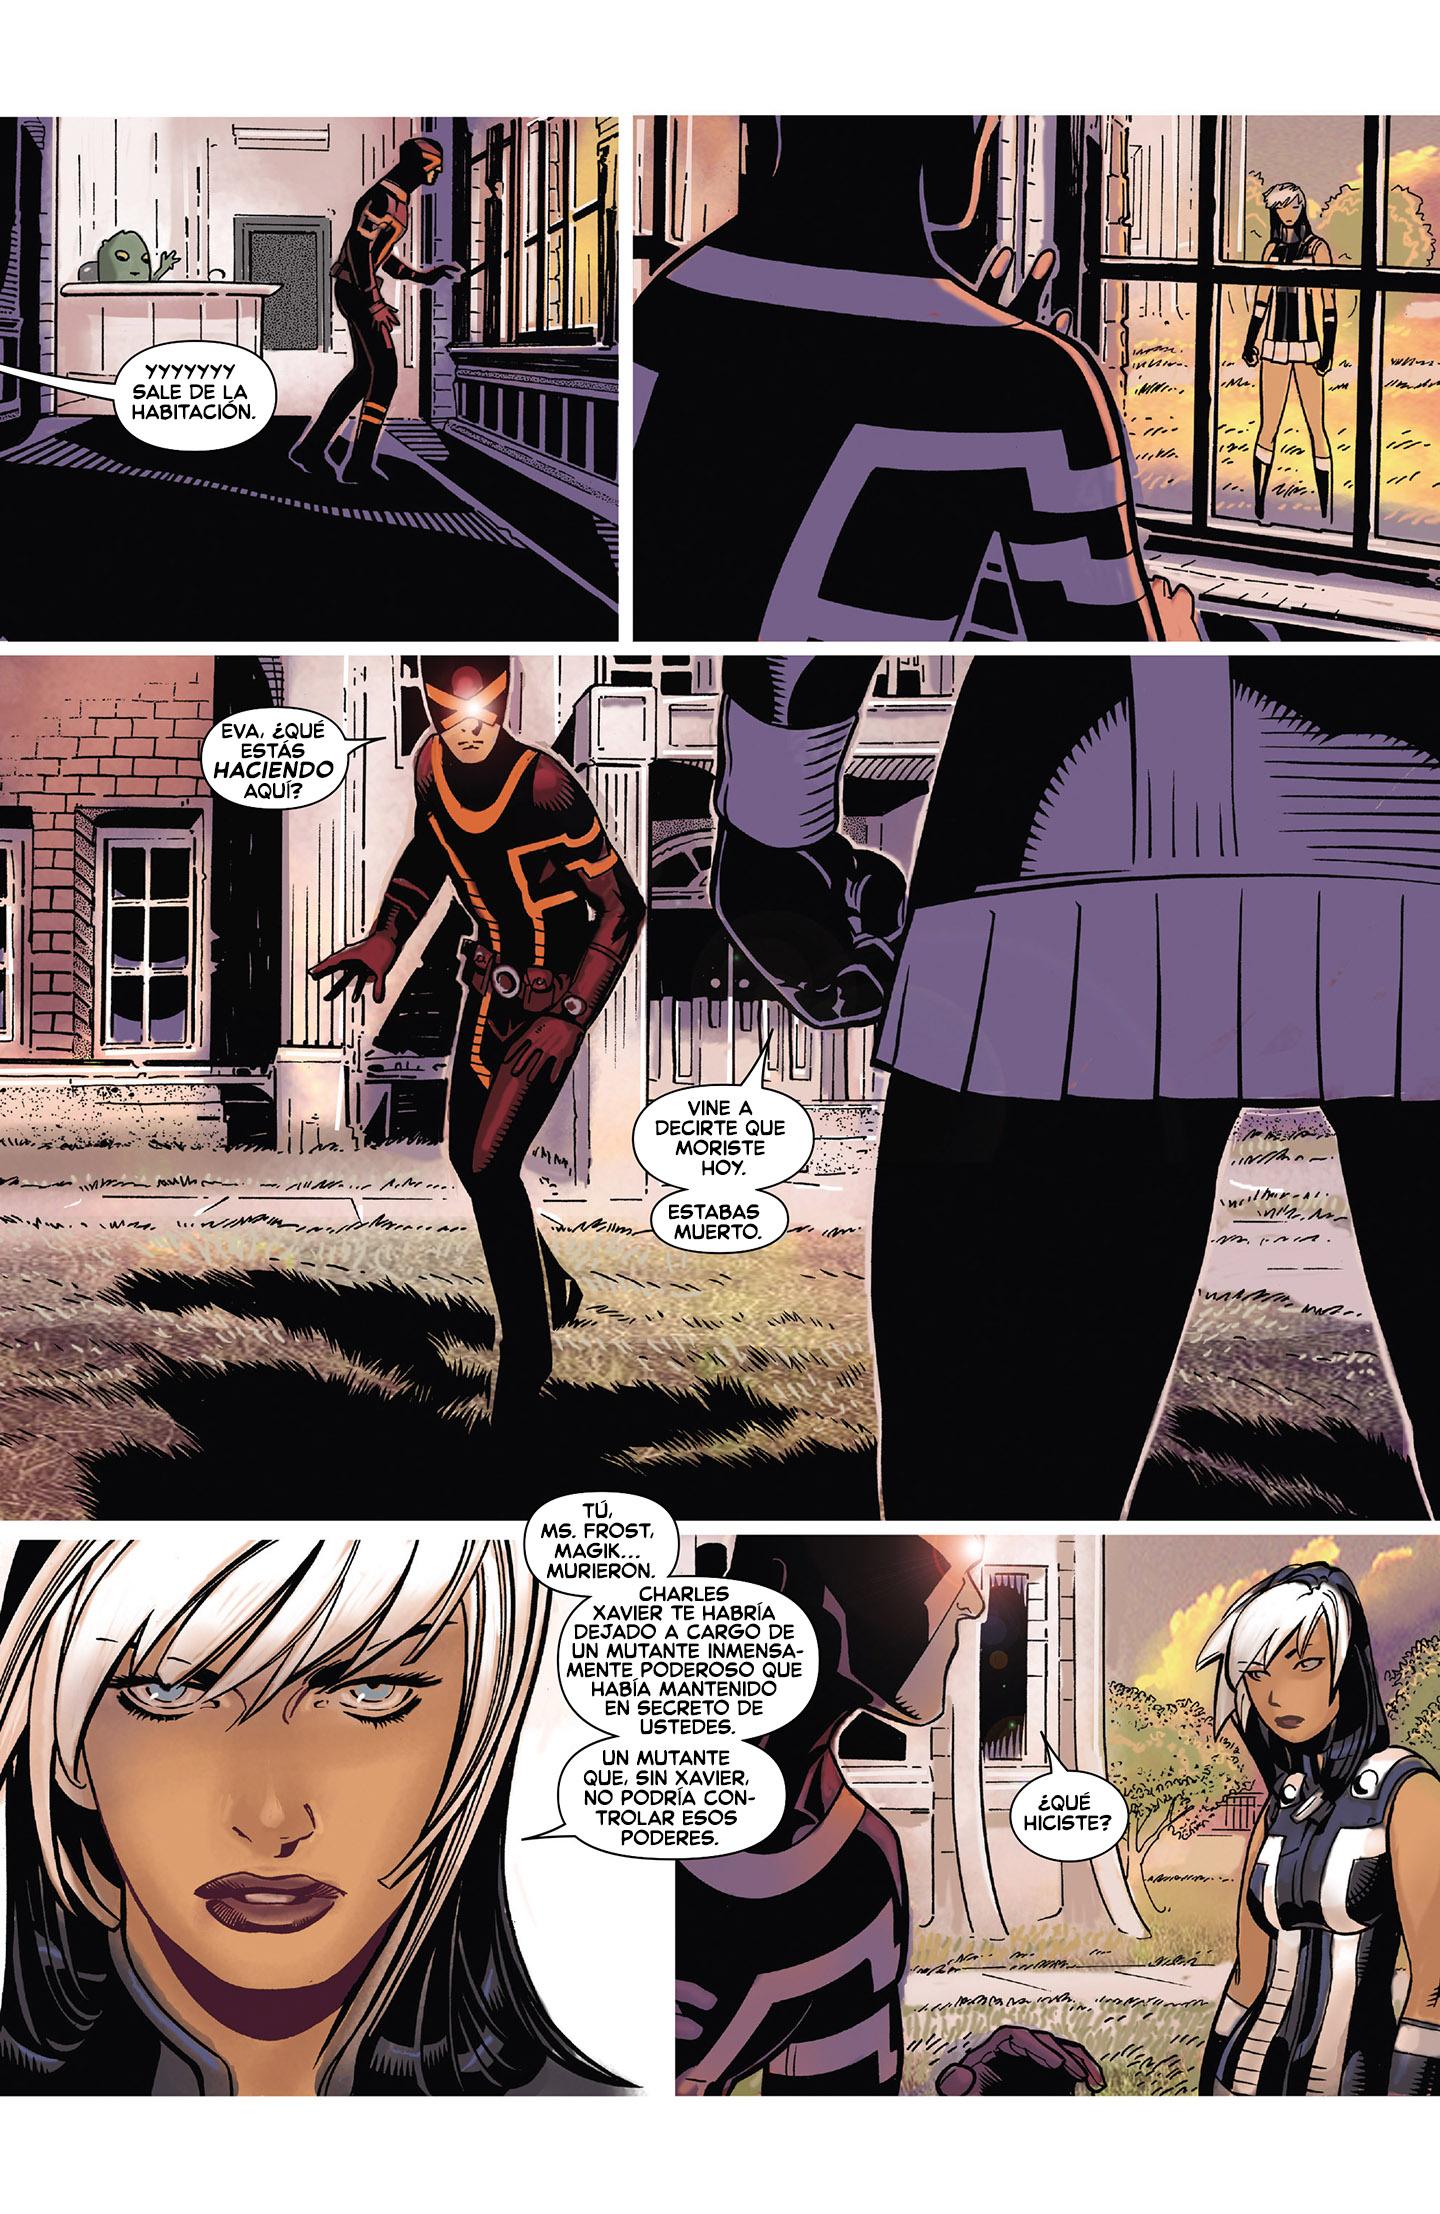 YYYYYYY
SALE DE LA
HABITACIÓN.
EVA, ¿QUÉ
ESTÁS
HACIENDO
AQUÍ?
VINE A
DECIRTE QUE
MORISTE
HOY.
ESTABAS
MUERTO.
TÚ,
MS. FROST,
MAGIK...
MURIERON.
CHARLES
XAVIER TE HABRÍA
DEJADO A CARGO DE
UN MUTANTE INMENSA-
MENTE PODEROSO QUE
HABÍA MANTENIDO
EN SECRETO DE
USTEDES.
UN MUTANTE
QUE, SIN XAVIER,
NO PODRÍA CON-
TROLAR ESOS
PODERES.
¿QUÉ
HICISTE?